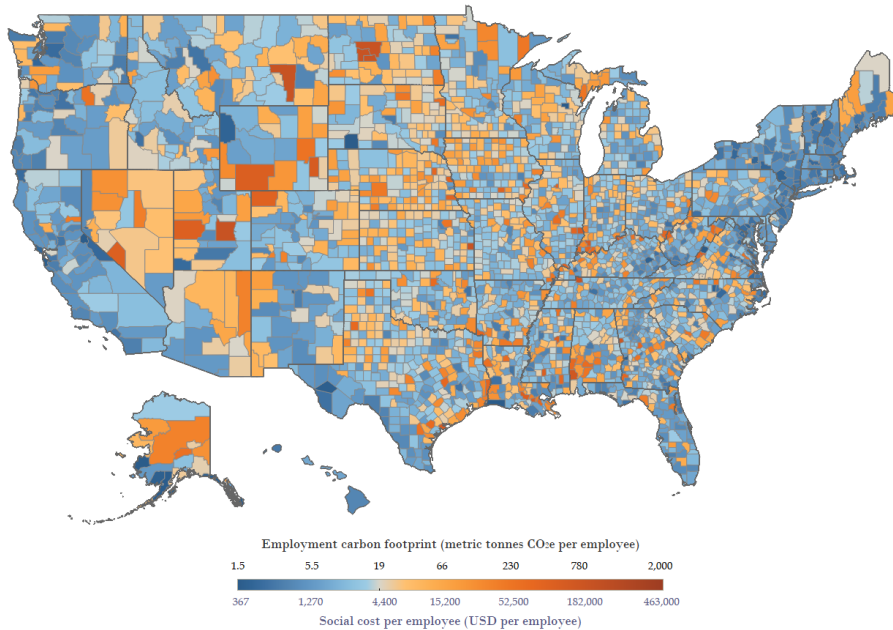 Employment carbon footprint (metric tonnes CO₂e per employee)
1.5 5.5 19 66 230 780 2,000
367 1,270 4,400 15,200 52,500 182,000 463,000
Social cost per employee (USD per employee)